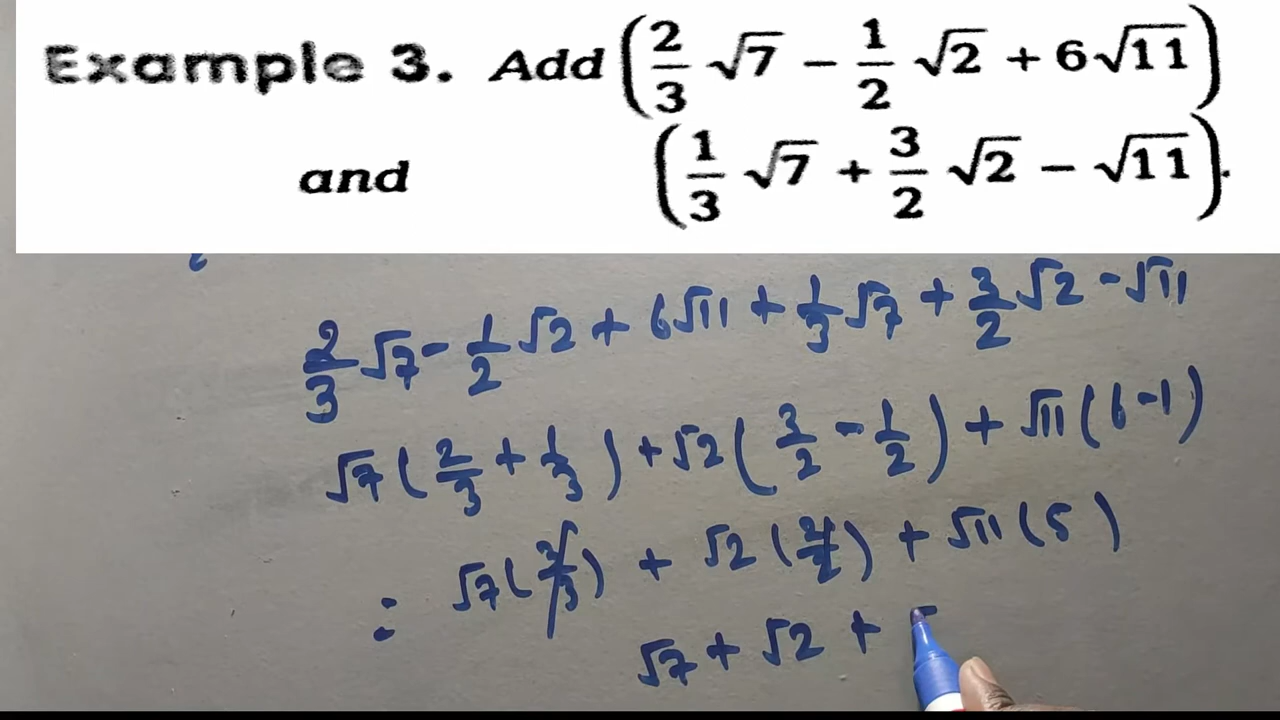 Example 3. Add (2/3 √7 − 1/2 √2 + 6√11)
and (1/3 √7 + 3/2 √2 − √11).
2/3 √7 - 1/2 √2 + 6√11 + 1/3 √7 + 3/2 √2 - √11
√7 (2/3 + 1/3) + √2 (3/2 - 1/2) + √11 (6-1)
= √7 (3/3) + √2 (2/2) + √11 (5)
√7 + √2 +